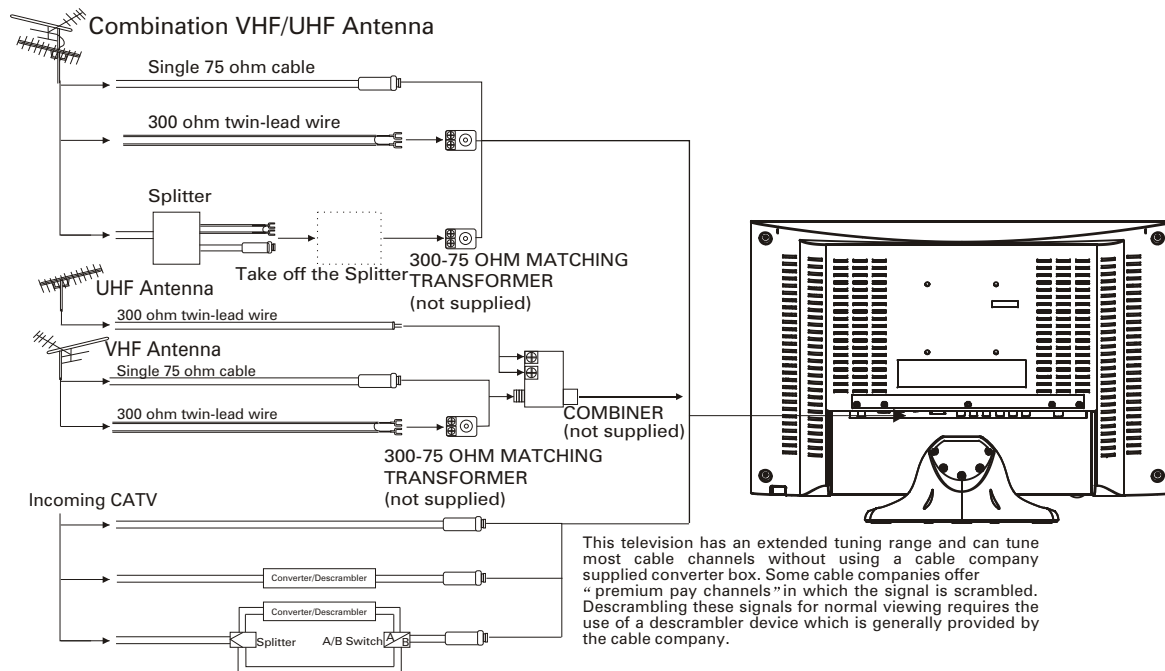 Combination VHF/UHF Antenna
Single 75 ohm cable
300 ohm twin-lead wire
Splitter
Take off the Splitter
300-75 OHM MATCHING
TRANSFORMER
(not supplied)
UHF Antenna
300 ohm twin-lead wire
VHF Antenna
Single 75 ohm cable
300 ohm twin-lead wire
COMBINER
(not supplied)
300-75 OHM MATCHING
TRANSFORMER
(not supplied)
Incoming CATV
Converter/Descrambler
Converter/Descrambler
Splitter
A/B Switch
A
B
This television has an extended tuning range and can tune
most cable channels without using a cable company
supplied converter box. Some cable companies offer
“ premium pay channels”in which the signal is scrambled.
Descrambling these signals for normal viewing requires the
use of a descrambler device which is generally provided by
the cable company.